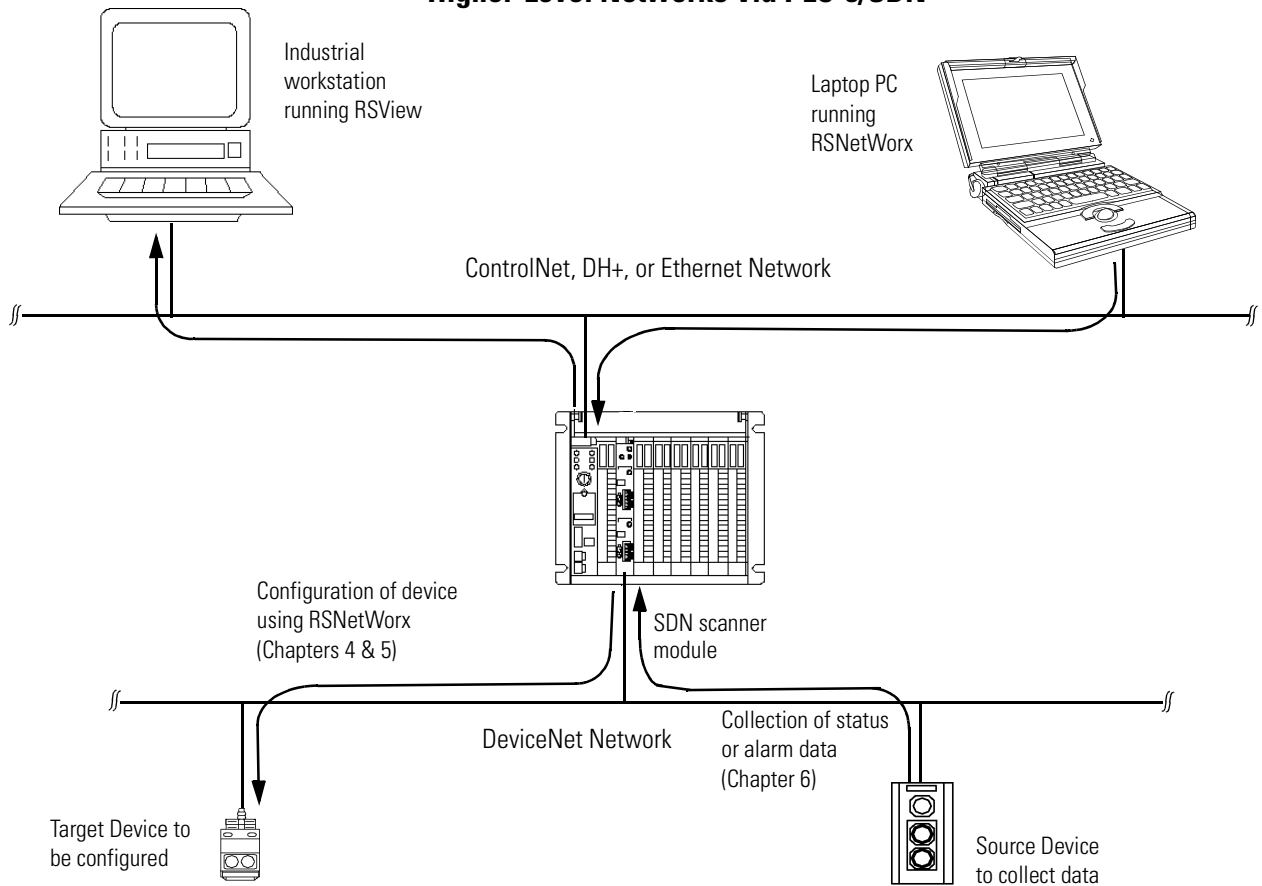 Higher-Level Networks Via PLC-5/SDN
Industrial
workstation
running RSView
Laptop PC
running
RSNetWorx
ControlNet, DH+, or Ethernet Network
Configuration of device
using RSNetWorx
(Chapters 4 & 5)
SDN scanner
module
DeviceNet Network
Collection of status
or alarm data
(Chapter 6)
Target Device to
be configured
Source Device
to collect data